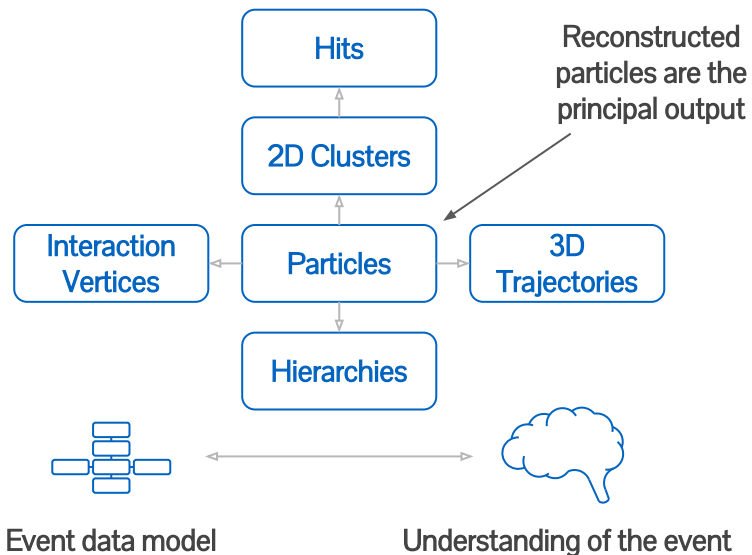 Hits
Reconstructed
particles are the
principal output
2D Clusters
Interaction
Vertices
Particles
3D
Trajectories
Hierarchies
Event data model
Understanding of the event